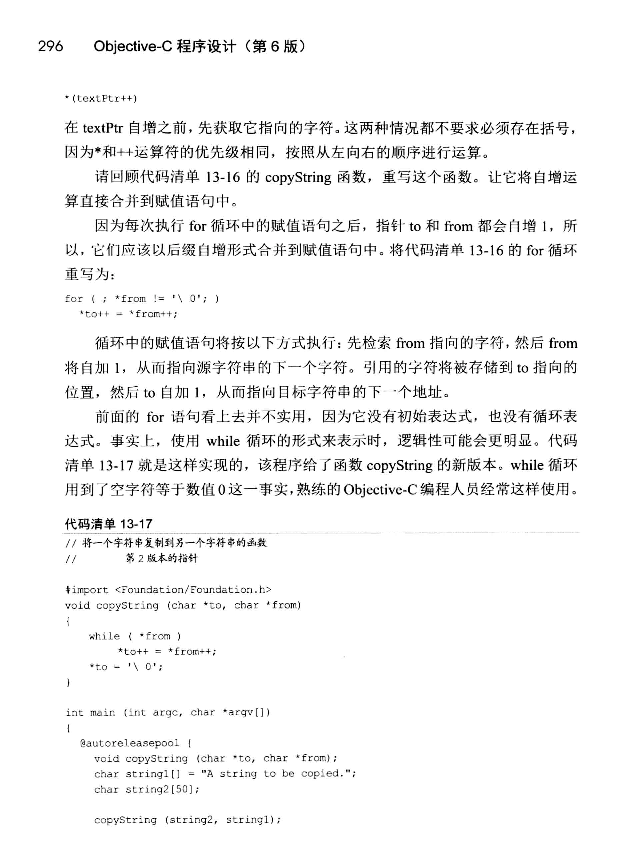 296 Objective-C 程序设计（第 6 版）
*(textPtr++)
在 textPtr 自增之前，先获取它指向的字符。这两种情况都不要求必须存在括号，
因为*和++运算符的优先级相同，按照从左向右的顺序进行运算。
请回顾代码清单 13-16 的 copyString 函数，重写这个函数。让它将自增运
算直接合并到赋值语句中。
因为每次执行 for 循环中的赋值语句之后，指针 to 和 from 都会自增 1，所
以，它们应该以后缀自增形式合并到赋值语句中。将代码清单 13-16 的 for 循环
重写为：
for ( ; *from != '\ 0'; )
*to++ = *from++;
循环中的赋值语句将按以下方式执行：先检索 from 指向的字符，然后 from
将自加 1，从而指向源字符串的下一个字符。引用的字符将被存储到 to 指向的
位置，然后 to 自加 1，从而指向目标字符串的下一个地址。
前面的 for 语句看上去并不实用，因为它没有初始表达式，也没有循环表
达式。事实上，使用 while 循环的形式来表示时，逻辑性可能会更明显。代码
清单 13-17 就是这样实现的，该程序给了函数 copyString 的新版本。while 循环
用到了空字符等于数值 0 这一事实，熟练的 Objective-C 编程人员经常这样使用。
代码清单 13-17
// 将一个字符串复制到另一个字符串的函数
// 第 2 版本的指针
#import <Foundation/Foundation.h>
void copyString (char *to, char *from)
{
while ( *from )
*to++ = *from++;
*to = '\ 0';
}
int main (int argc, char *argv[])
{
@autoreleasepool {
void copyString (char *to, char *from);
char string1[] = "A string to be copied.";
char string2[50];
copyString (string2, string1);